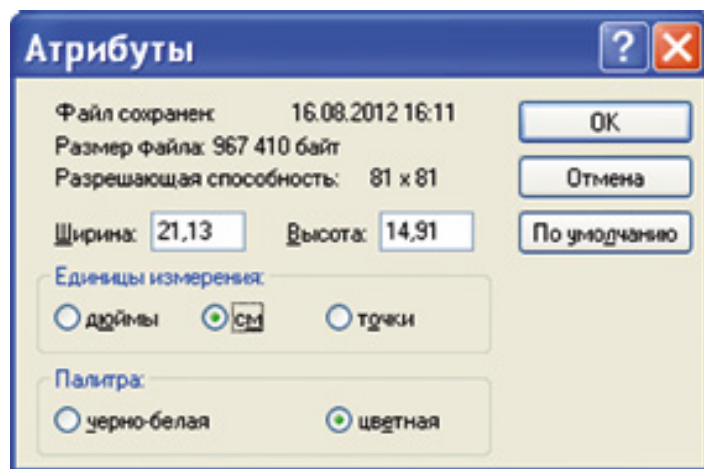 Атрибуты
Файл сохранен: 16.08.2012 16:11
Размер файла: 967 410 байт
Разрешающая способность: 81 x 81
Ширина: 21,13 Высота: 14,91
Единицы измерения:
дюймы см точки
Палитра:
черно-белая цветная
OK
Отмена
По умолчанию